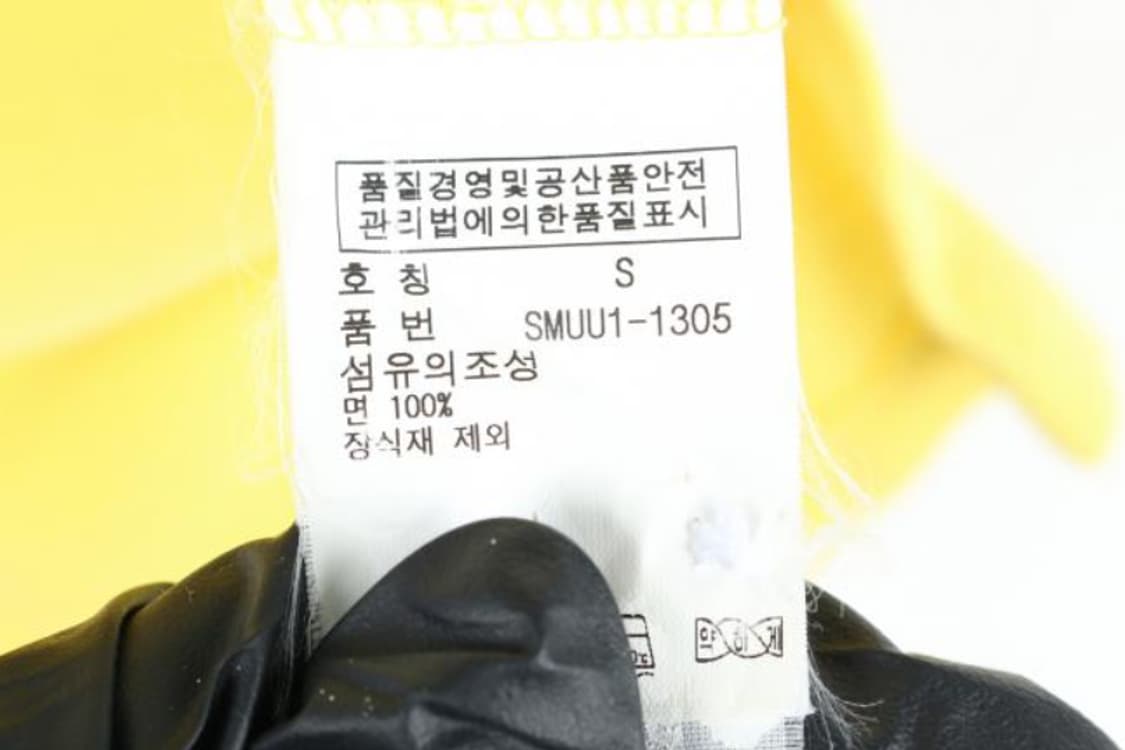 품질경영및공산품안전
관리법에의한품질표시
호 칭 S
품 번 SMUU1-1305
섬유의조성
면 100%
장식재 제외
약하게